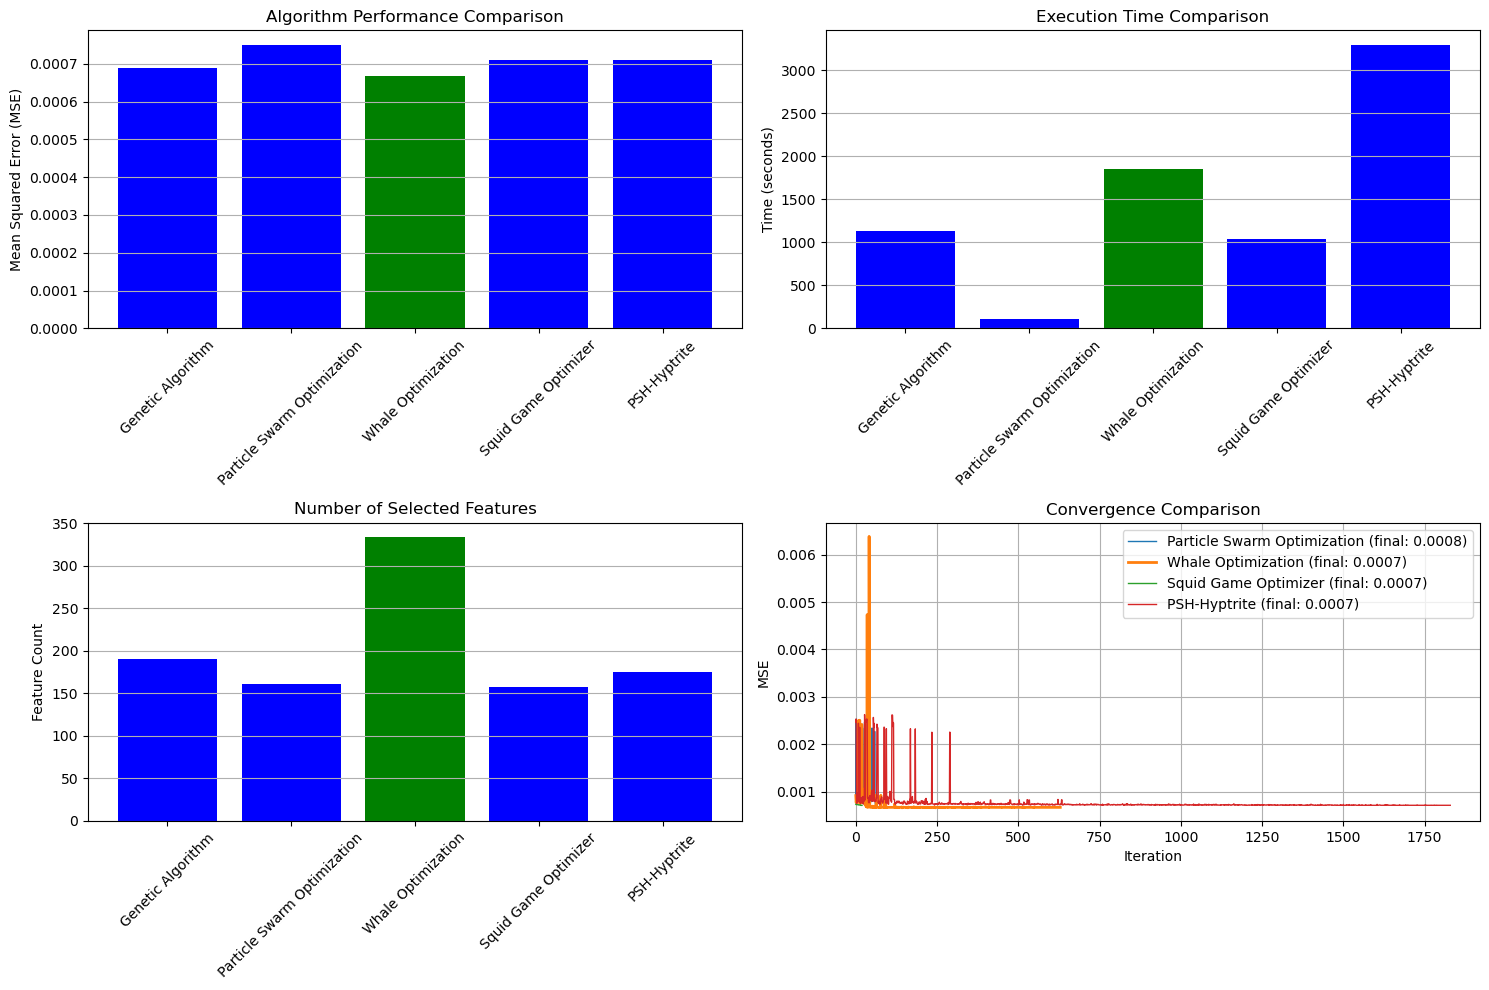 Algorithm Performance Comparison
Mean Squared Error (MSE)
0.0007
0.0006
0.0005
0.0004
0.0003
0.0002
0.0001
0.0000
Genetic Algorithm
Particle Swarm Optimization
Whale Optimization
Squid Game Optimizer
PSH-Hyptrite
Execution Time Comparison
Time (seconds)
3000
2500
2000
1500
1000
500
0
Genetic Algorithm
Particle Swarm Optimization
Whale Optimization
Squid Game Optimizer
PSH-Hyptrite
Number of Selected Features
Feature Count
350
300
250
200
150
100
50
0
Genetic Algorithm
Particle Swarm Optimization
Whale Optimization
Squid Game Optimizer
PSH-Hyptrite
Convergence Comparison
MSE
0.006
0.005
0.004
0.003
0.002
0.001
Particle Swarm Optimization (final: 0.0008)
Whale Optimization (final: 0.0007)
Squid Game Optimizer (final: 0.0007)
PSH-Hyptrite (final: 0.0007)
0 250 500 750 1000 1250 1500 1750
Iteration